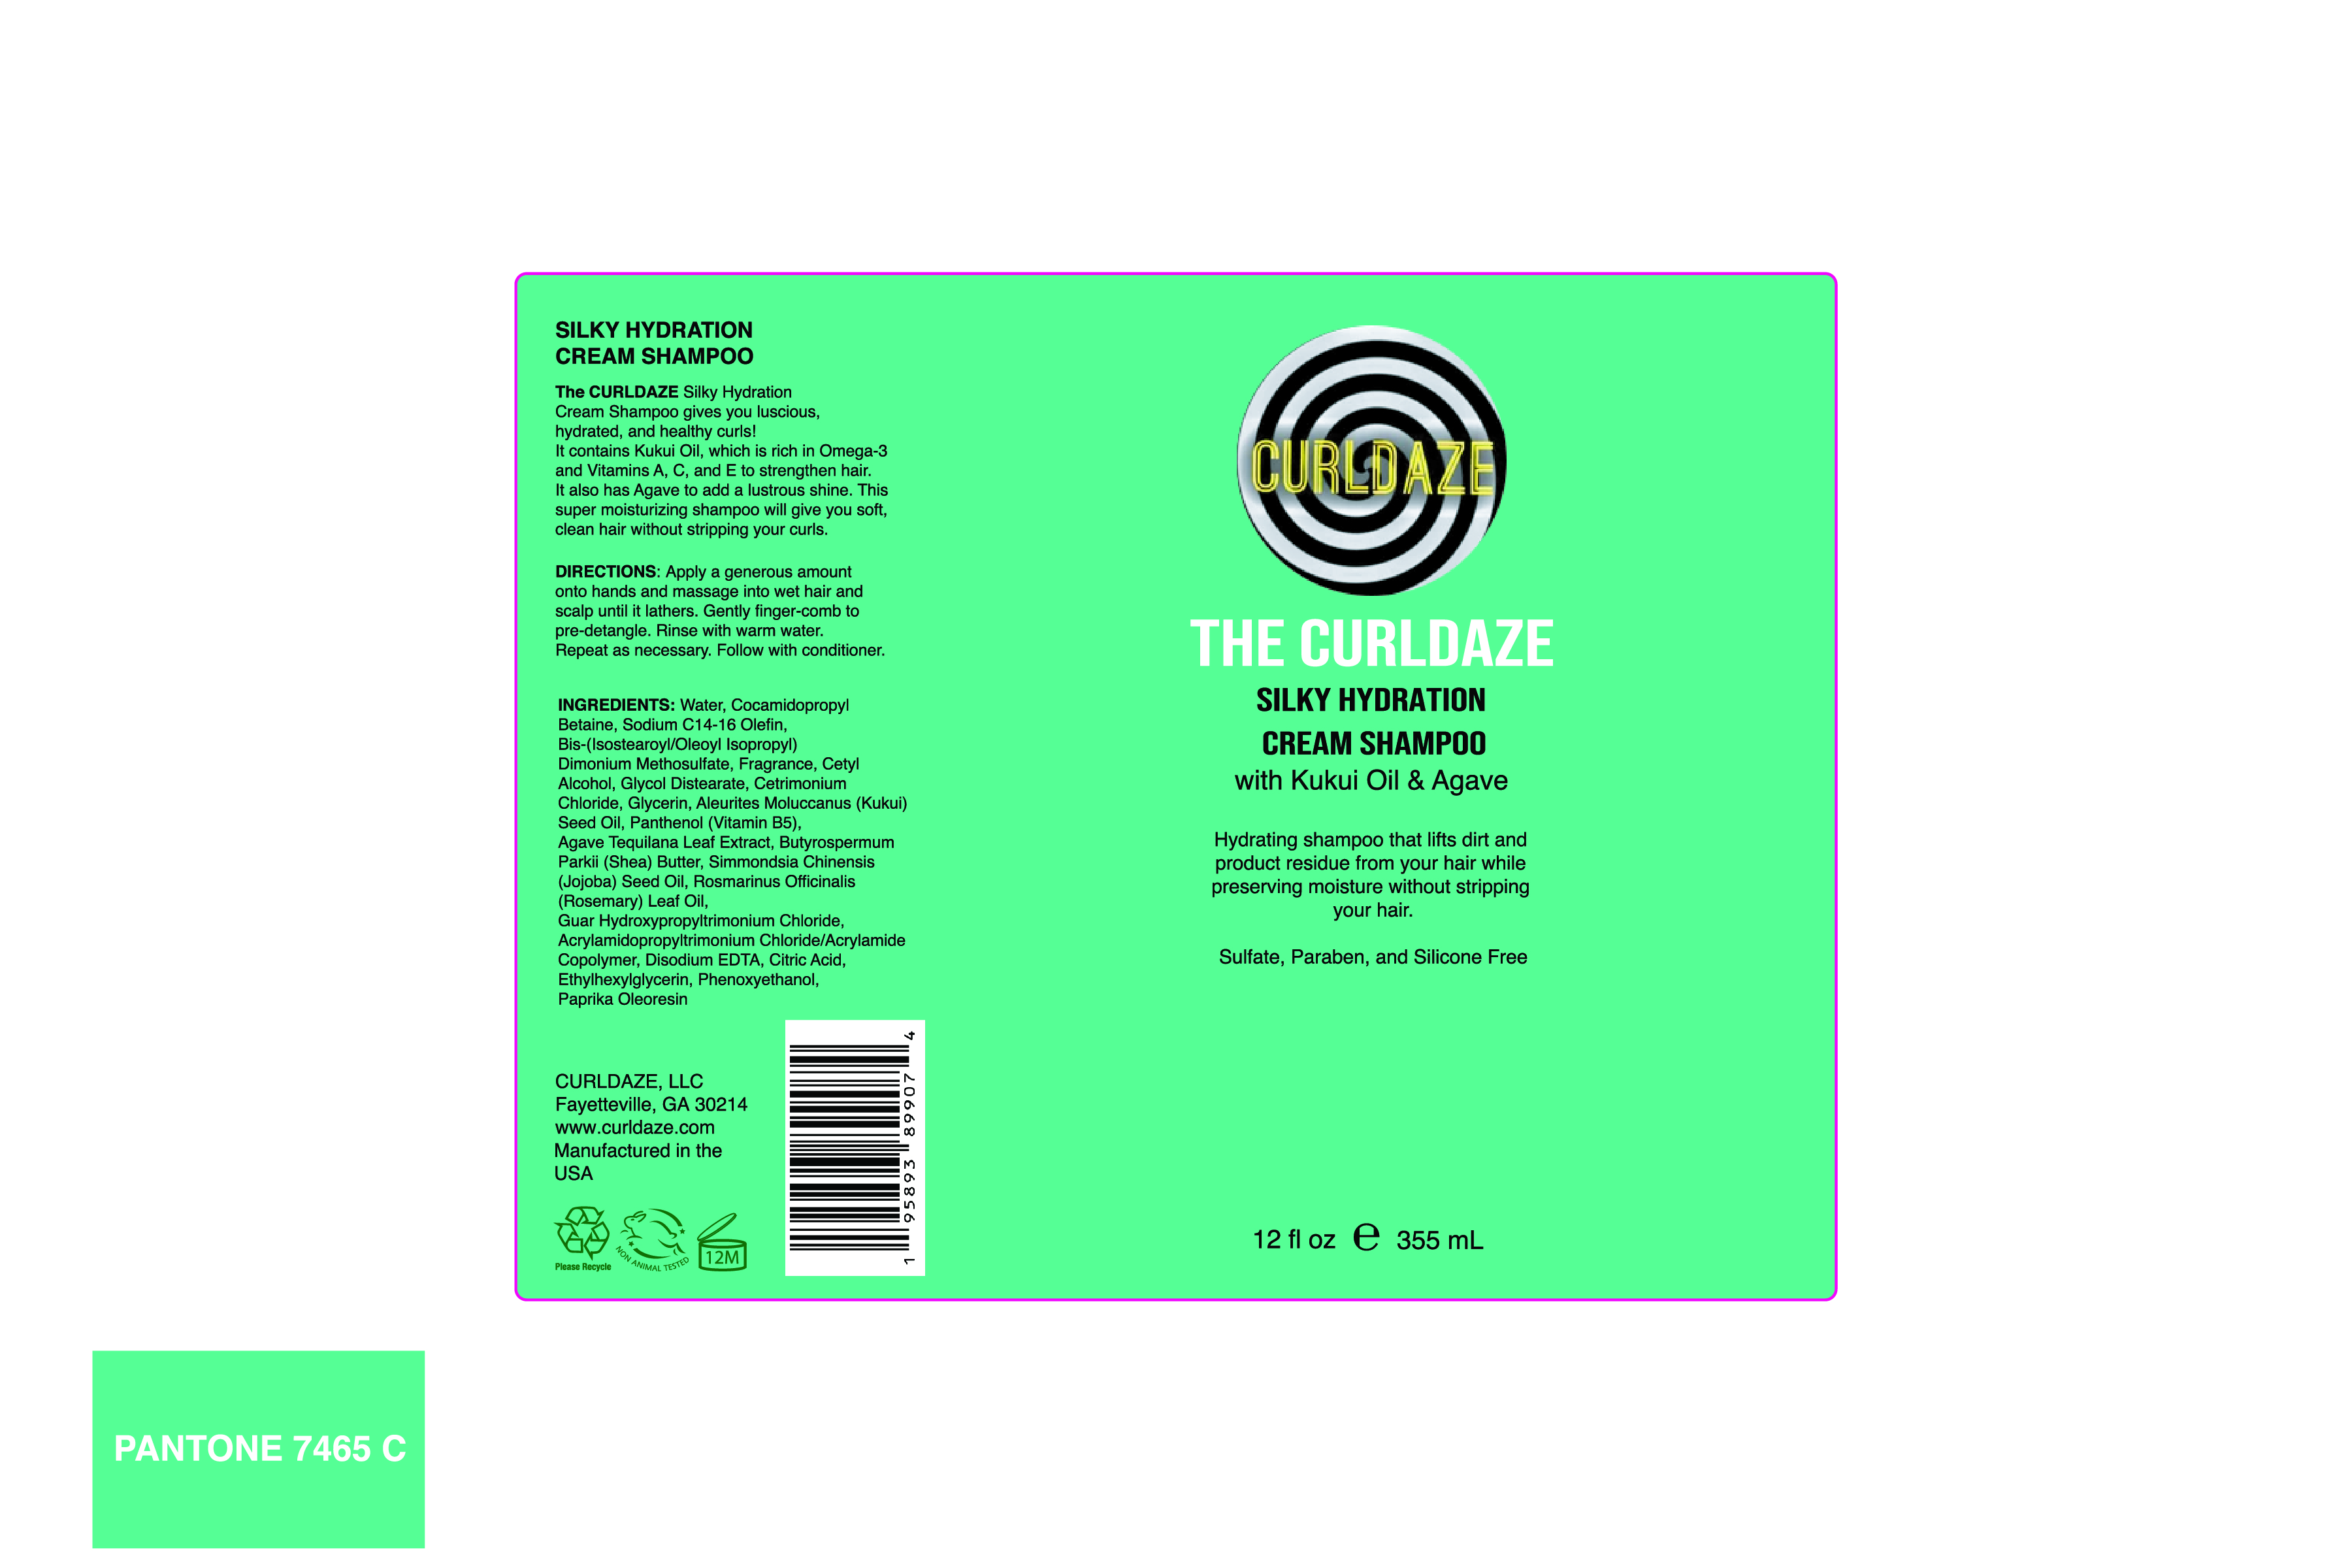 SILKY HYDRATION
CREAM SHAMPOO
The CURLDAZE Silky Hydration
Cream Shampoo gives you luscious,
hydrated, and healthy curls!
It contains Kukui Oil, which is rich in Omega-3
and Vitamins A, C, and E to strengthen hair.
It also has Agave to add a lustrous shine. This
super moisturizing shampoo will give you soft,
clean hair without stripping your curls.
DIRECTIONS: Apply a generous amount
onto hands and massage into wet hair and
scalp until it lathers. Gently finger-comb to
pre-detangle. Rinse with warm water.
Repeat as necessary. Follow with conditioner.
INGREDIENTS: Water, Cocamidopropyl
Betaine, Sodium C14-16 Olefin,
Bis-(Isostearoyl/Oleoyl Isopropyl)
Dimonium Methosulfate, Fragrance, Cetyl
Alcohol, Glycol Distearate, Cetrimonium
Chloride, Glycerin, Aleurites Moluccanus (Kukui)
Seed Oil, Panthenol (Vitamin B5),
Agave Tequilana Leaf Extract, Butyrospermum
Parkii (Shea) Butter, Simmondsia Chinensis
(Jojoba) Seed Oil, Rosmarinus Officinalis
(Rosemary) Leaf Oil,
Guar Hydroxypropyltrimonium Chloride,
Acrylamidopropyltrimonium Chloride/Acrylamide
Copolymer, Disodium EDTA, Citric Acid,
Ethylhexylglycerin, Phenoxyethanol,
Paprika Oleoresin
CURLDAZE, LLC
Fayetteville, GA 30214
www.curldaze.com
Manufactured in the
USA
Please Recycle
NON ANIMAL TESTED
12M
1 95893 89907 4
CURLDAZE
THE CURLDAZE
SILKY HYDRATION
CREAM SHAMPOO
with Kukui Oil & Agave
Hydrating shampoo that lifts dirt and
product residue from your hair while
preserving moisture without stripping
your hair.
Sulfate, Paraben, and Silicone Free
12 fl oz ℮ 355 mL
PANTONE 7465 C